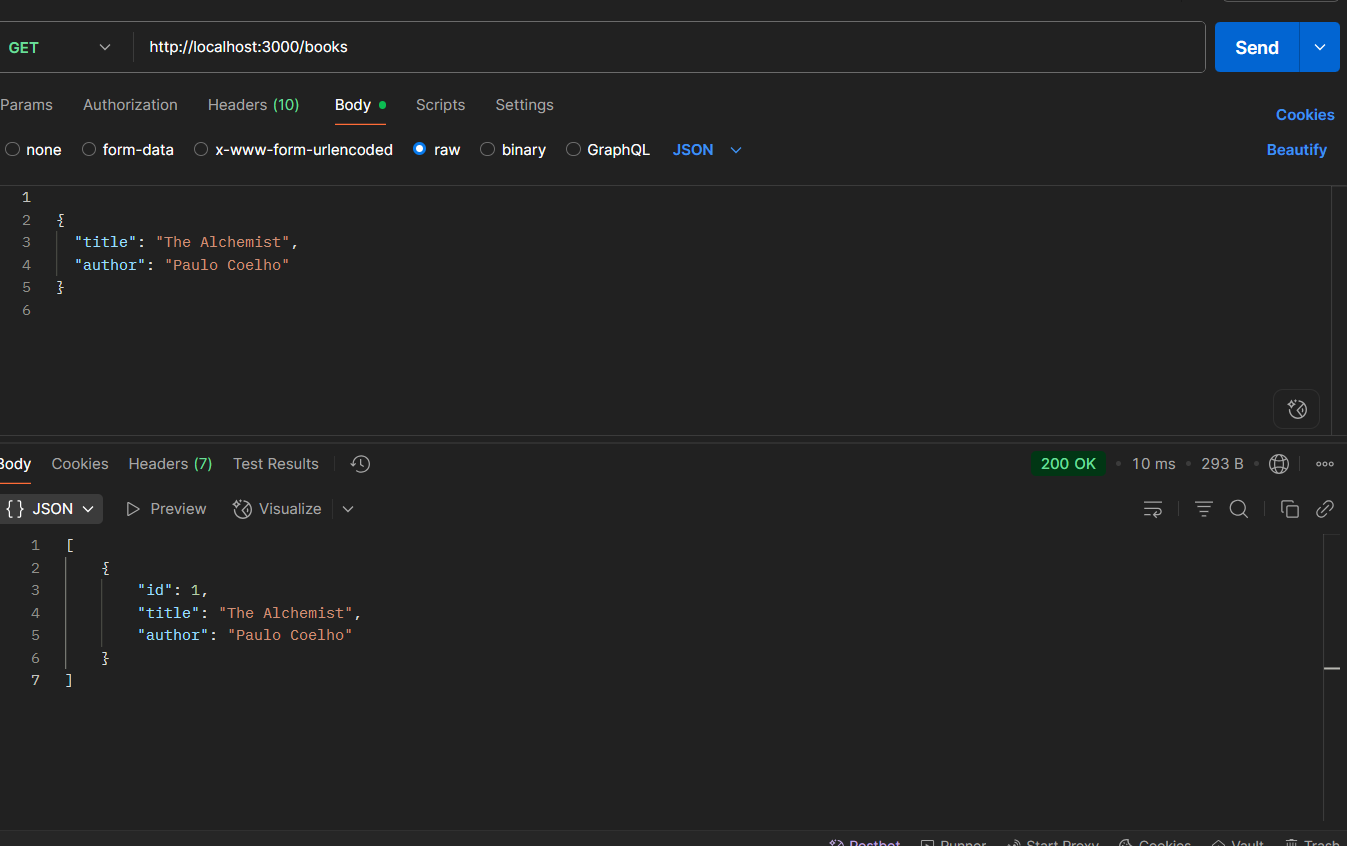 GET http://localhost:3000/books Send
Params Authorization Headers (10) Body Scripts Settings Cookies
none form-data x-www-form-urlencoded raw binary GraphQL JSON Beautify
1
2 {
3 "title": "The Alchemist",
4 "author": "Paulo Coelho"
5 }
6
Body Cookies Headers (7) Test Results 200 OK 10 ms 293 B
{} JSON Preview Visualize
1 [
2 {
3 "id": 1,
4 "title": "The Alchemist",
5 "author": "Paulo Coelho"
6 }
7 ]
Postbot Runner Start Proxy Cookies Vault Trash